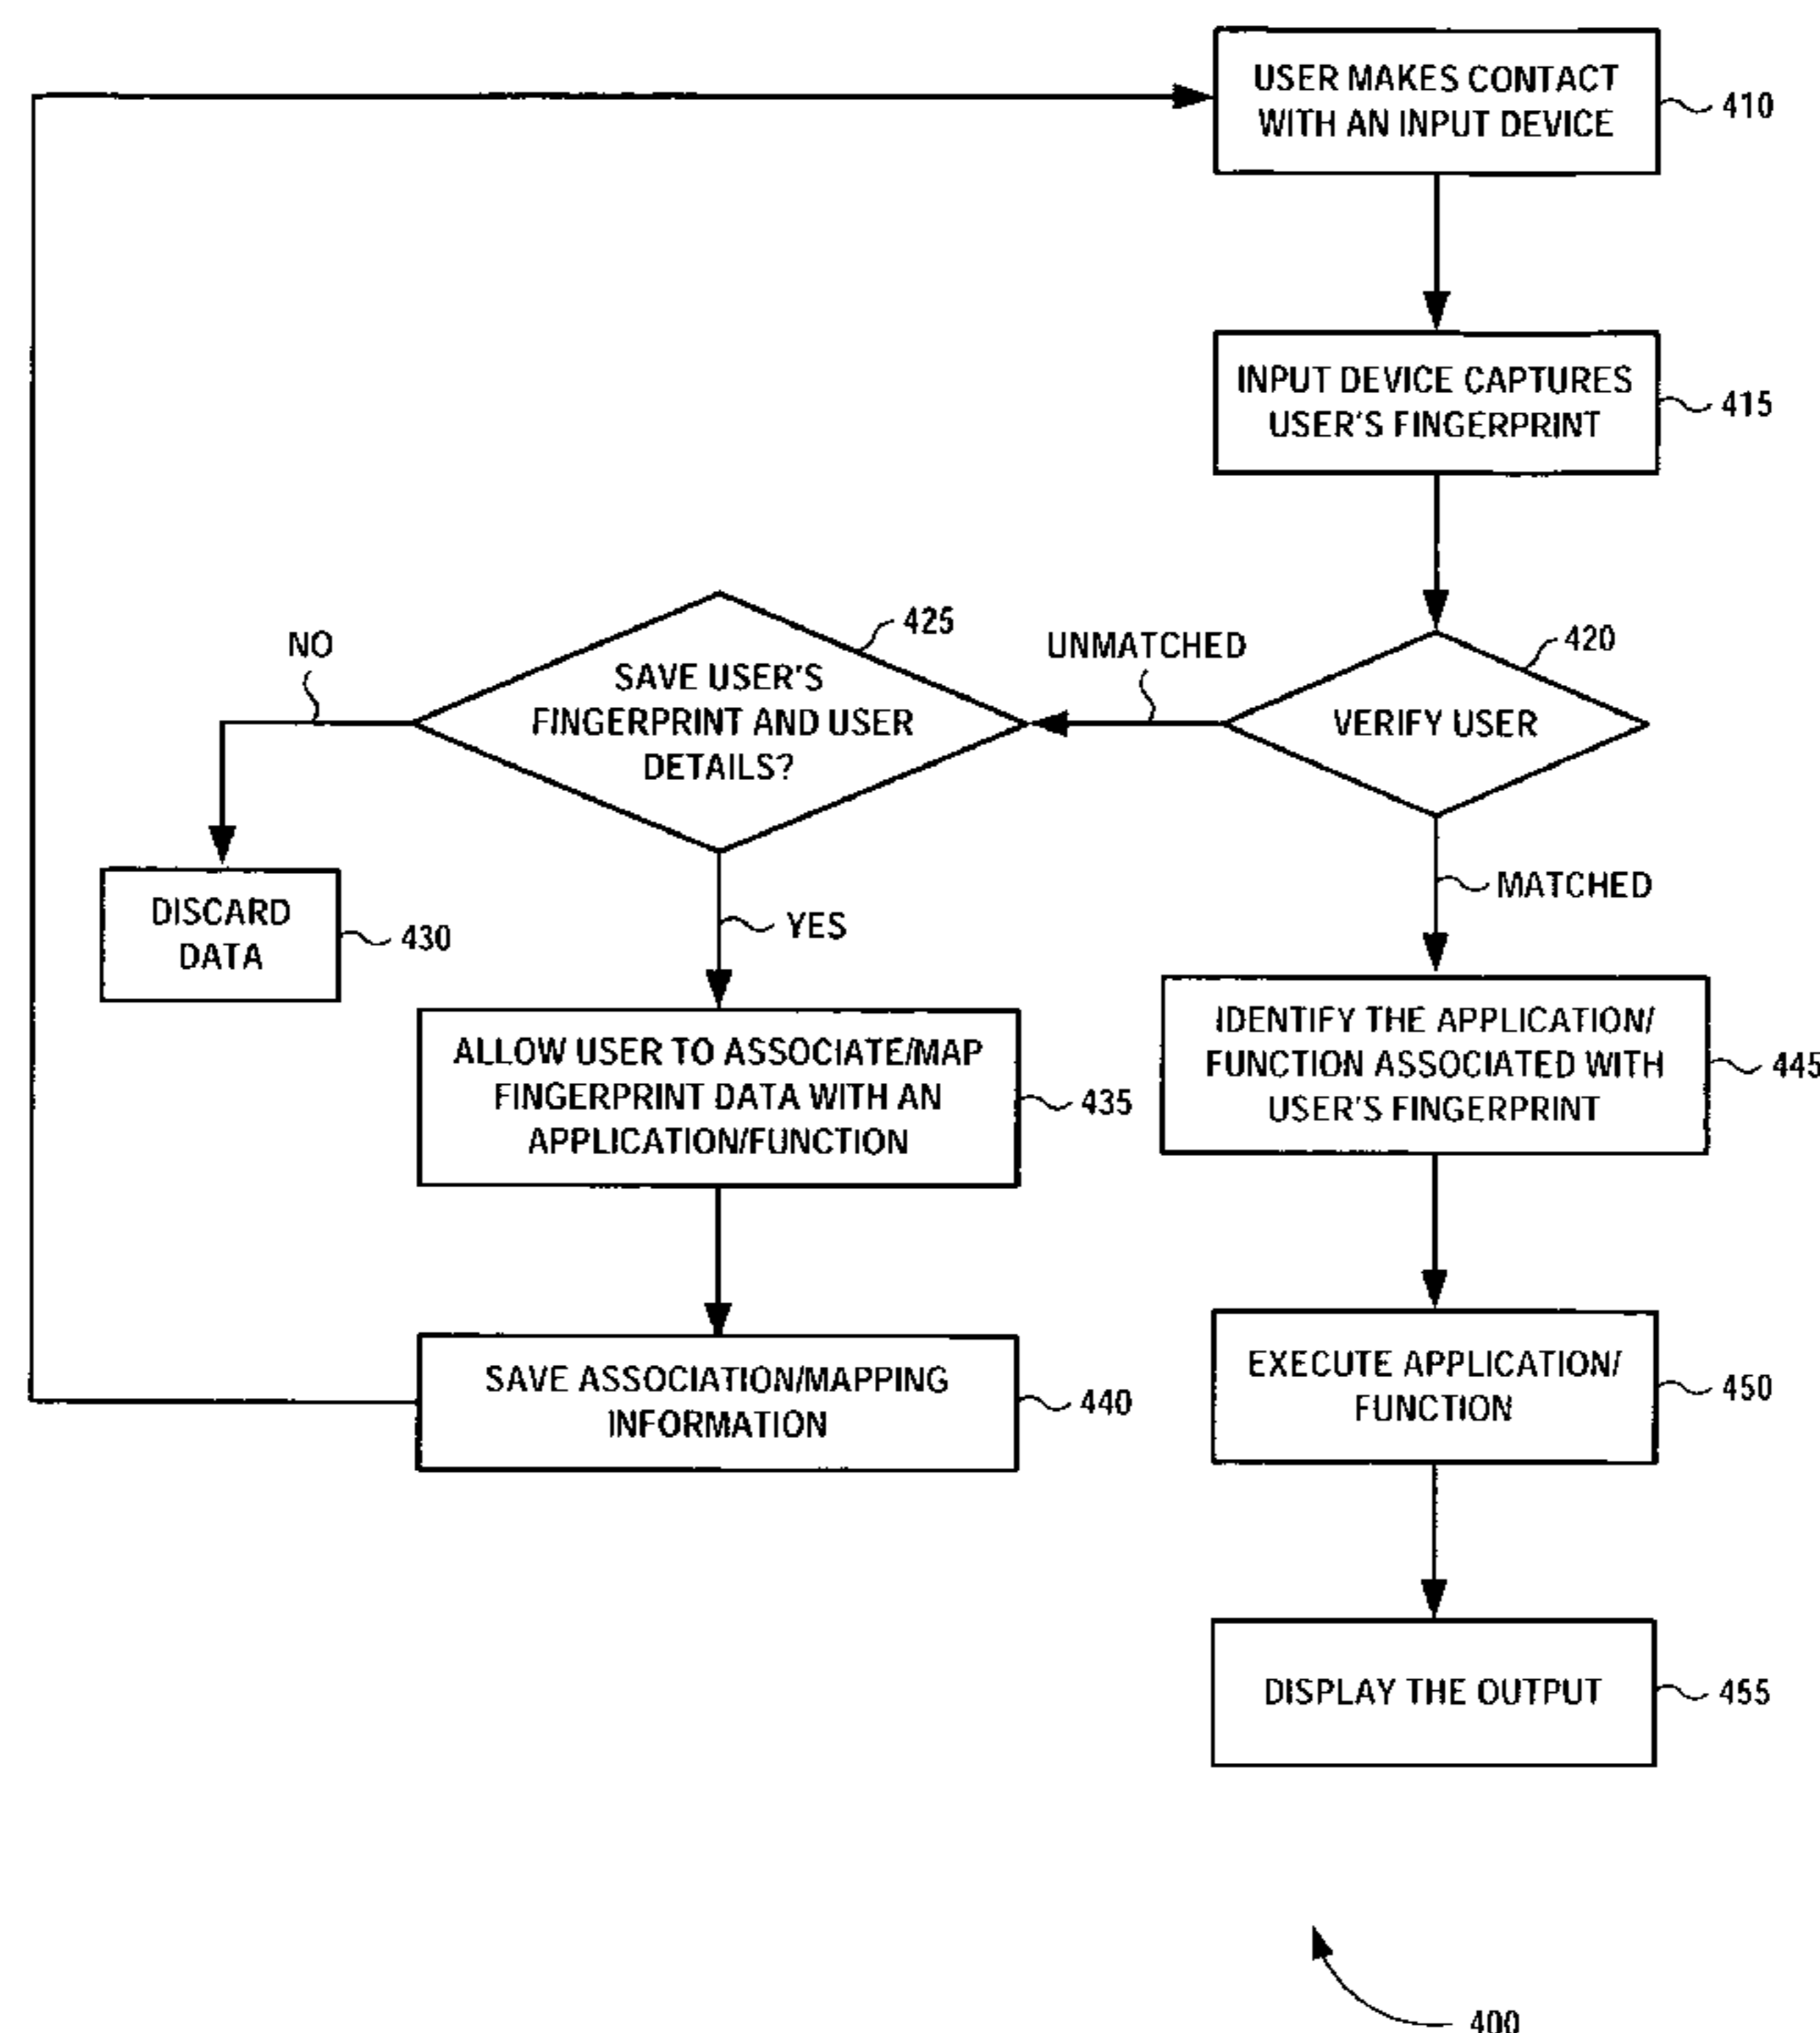 USER MAKES CONTACT
WITH AN INPUT DEVICE
410
INPUT DEVICE CAPTURES
USER'S FINGERPRINT
415
VERIFY USER
420
UNMATCHED
MATCHED
SAVE USER'S
FINGERPRINT AND USER
DETAILS?
425
NO
YES
DISCARD
DATA
430
ALLOW USER TO ASSOCIATE/MAP
FINGERPRINT DATA WITH AN
APPLICATION/FUNCTION
435
SAVE ASSOCIATION/MAPPING
INFORMATION
440
IDENTIFY THE APPLICATION/
FUNCTION ASSOCIATED WITH
USER'S FINGERPRINT
445
EXECUTE APPLICATION/
FUNCTION
450
DISPLAY THE OUTPUT
455
400